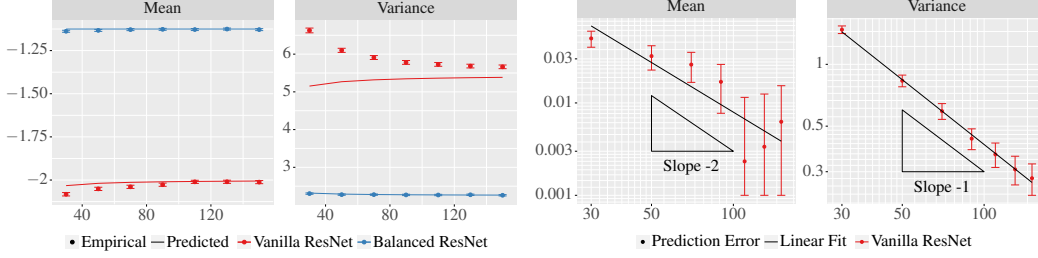 Mean
Variance
Mean
Variance
−1.25
−1.50
−1.75
−2
40
80
120
6
5
4
3
40
80
120
0.03
0.01
0.003
0.001
Slope -2
30
50
100
1
0.5
0.3
Slope -1
30
50
100
Empirical
Predicted
Vanilla ResNet
Balanced ResNet
Prediction Error
Linear Fit
Vanilla ResNet